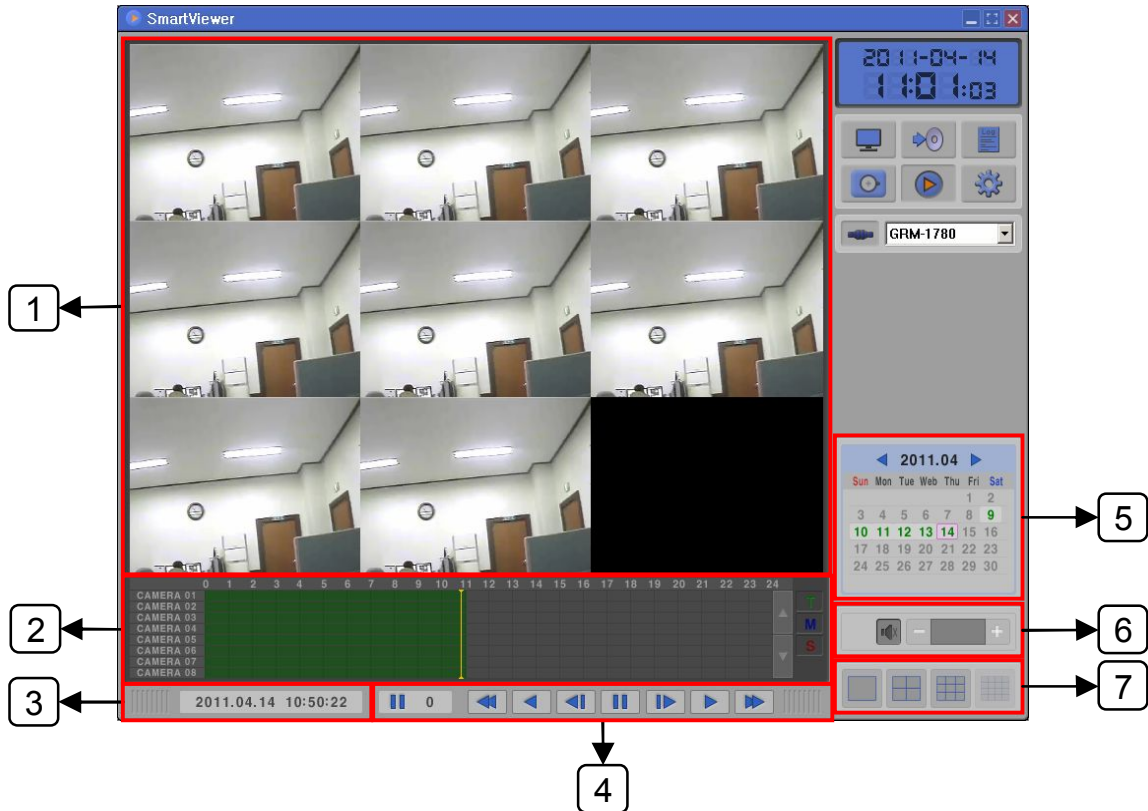 SmartViewer
2011-04-14
11:01:03
Log
GRM-1780
2011.04
Sun Mon Tue Web Thu Fri Sat
1 2
3 4 5 6 7 8 9
10 11 12 13 14 15 16
17 18 19 20 21 22 23
24 25 26 27 28 29 30
0 1 2 3 4 5 6 7 8 9 10 11 12 13 14 15 16 17 18 19 20 21 22 23 24
CAMERA 01
CAMERA 02
CAMERA 03
CAMERA 04
CAMERA 05
CAMERA 06
CAMERA 07
CAMERA 08
T
M
S
2011.04.14 10:50:22
0
1
2
3
4
5
6
7